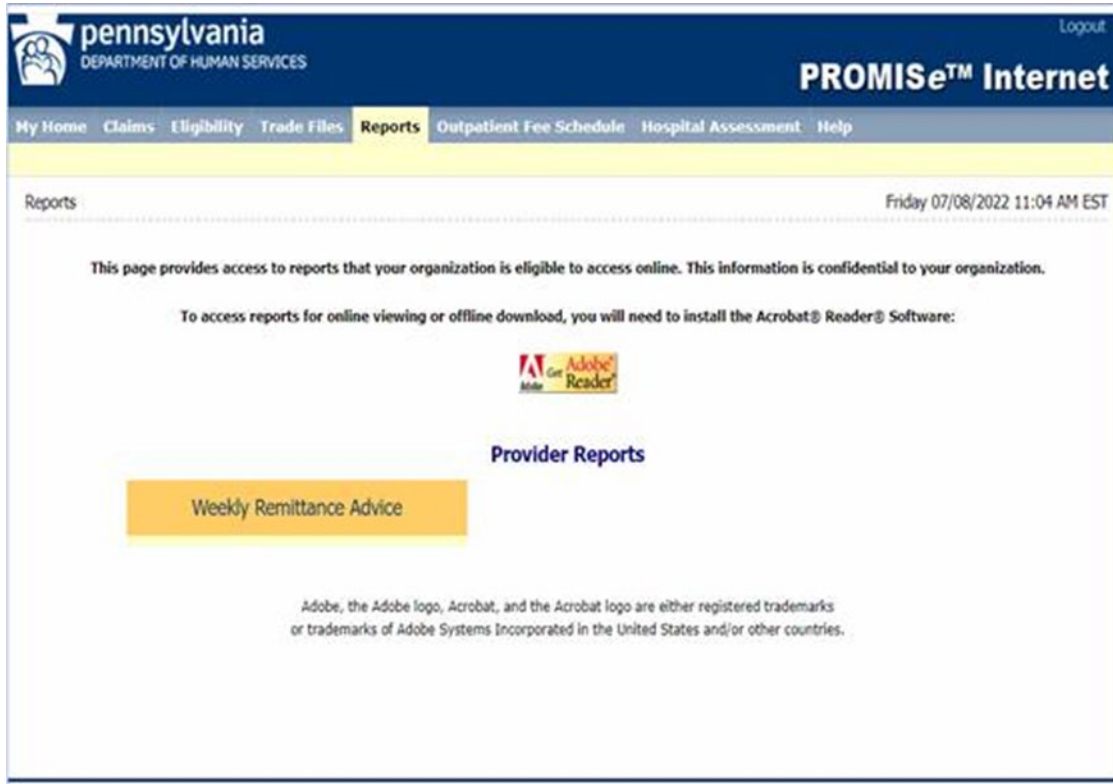 pennsylvania
DEPARTMENT OF HUMAN SERVICES
Logout
PROMISe™ Internet
My Home Claims Eligibility Trade Files Reports Outpatient Fee Schedule Hospital Assessment Help
Reports
Friday 07/08/2022 11:04 AM EST
This page provides access to reports that your organization is eligible to access online. This information is confidential to your organization.
To access reports for online viewing or offline download, you will need to install the Acrobat® Reader® Software:
Adobe Get Adobe®
Reader®
Provider Reports
Weekly Remittance Advice
Adobe, the Adobe logo, Acrobat, and the Acrobat logo are either registered trademarks
or trademarks of Adobe Systems Incorporated in the United States and/or other countries.